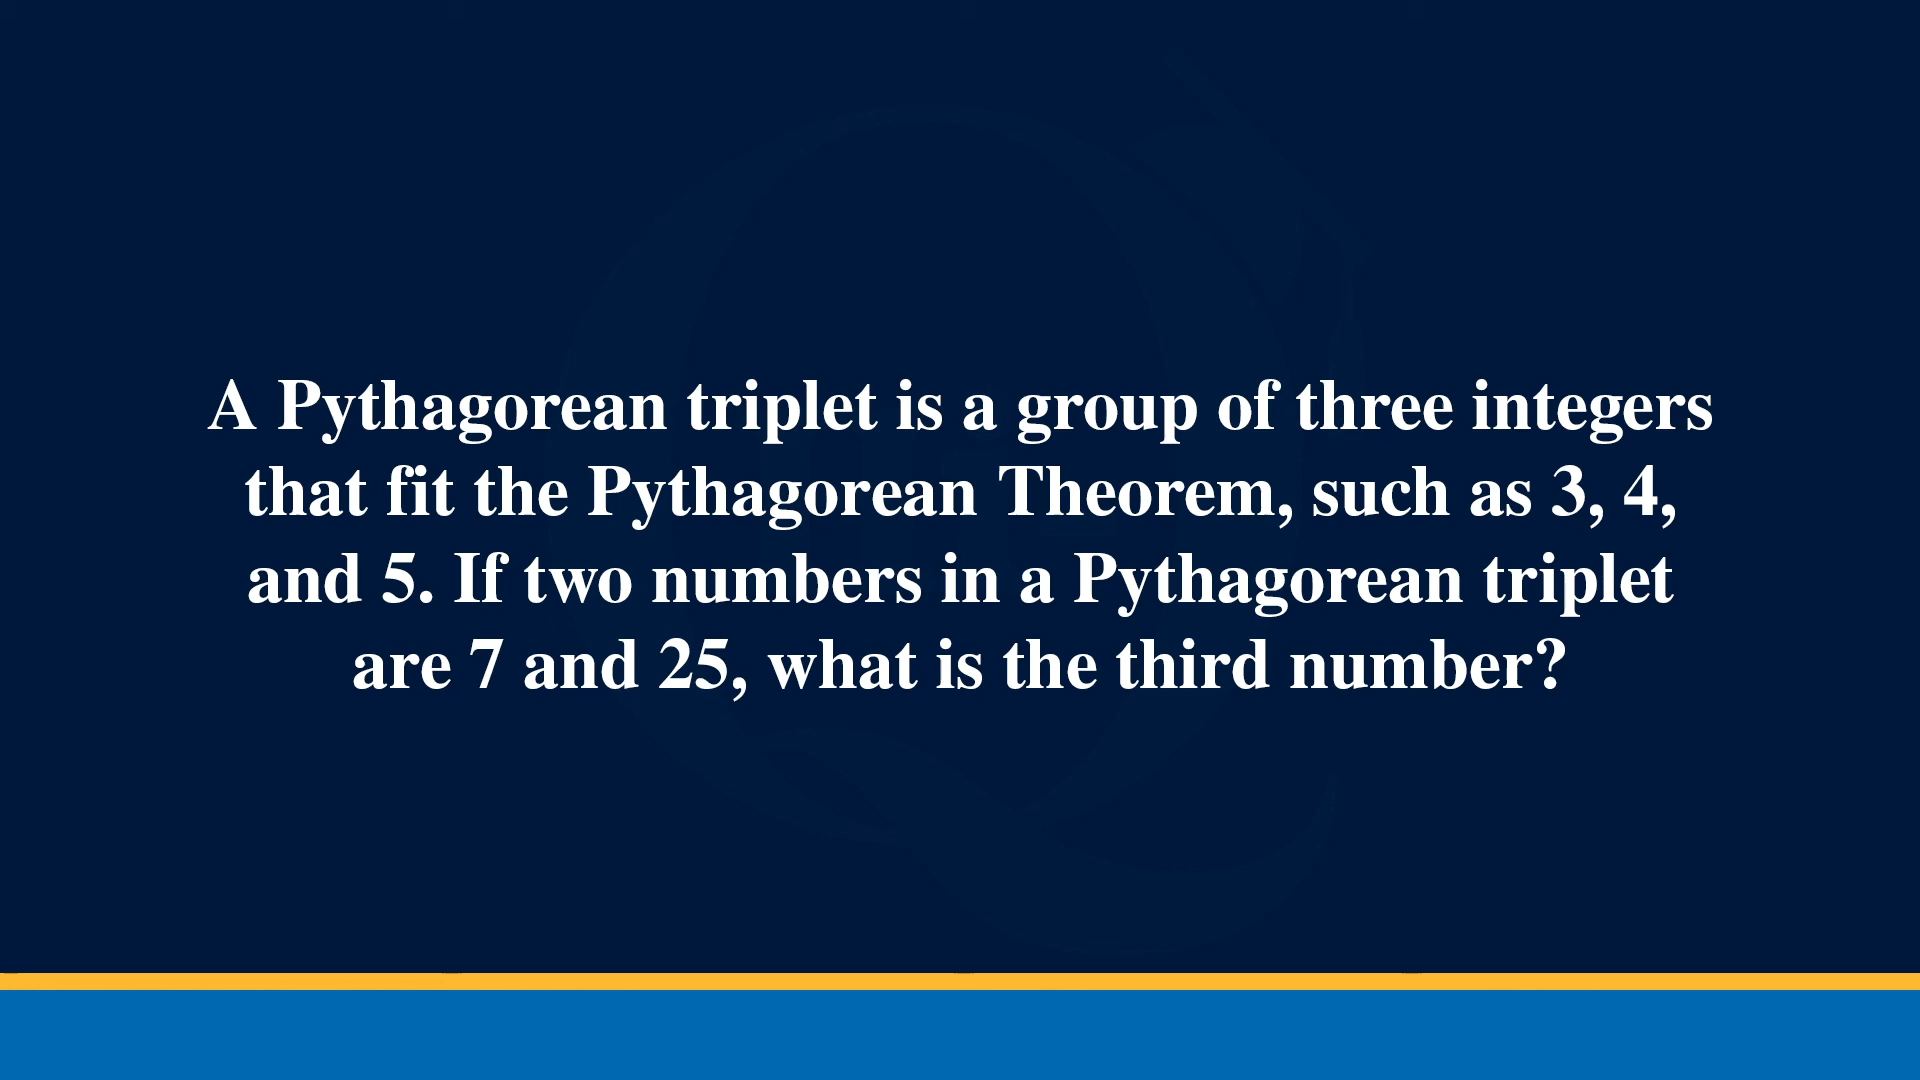 A Pythagorean triplet is a group of three integers
that fit the Pythagorean Theorem, such as 3, 4,
and 5. If two numbers in a Pythagorean triplet
are 7 and 25, what is the third number?